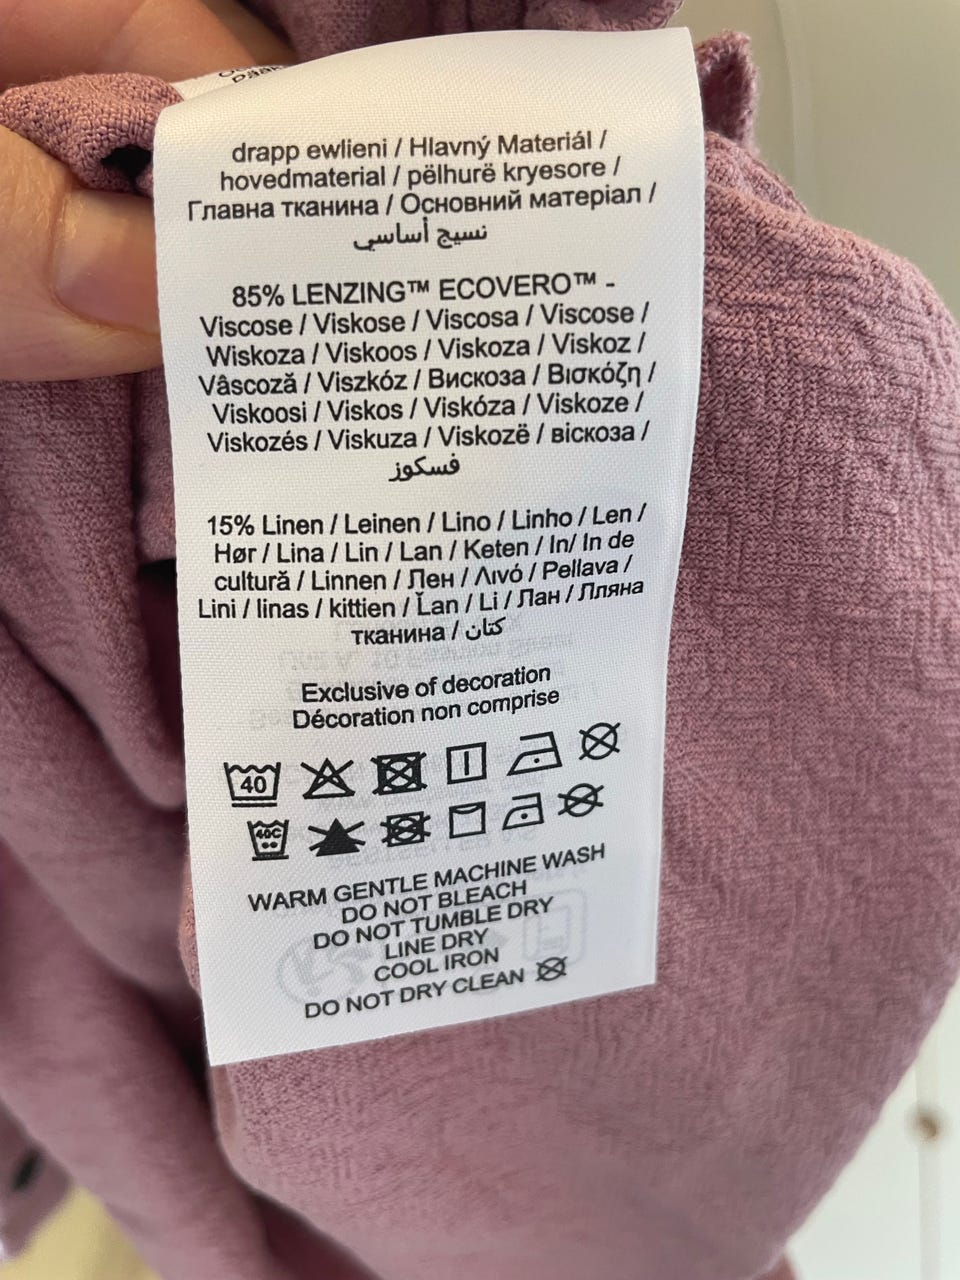 drapp ewlieni / Hlavný Materiál /
hovedmaterial / pëlhurë kryesore /
Главна тканина / Основний матеріал /
نسيج أساسي
85% LENZING™ ECOVERO™ -
Viscose / Viskose / Viscosa / Viscose /
Wiskoza / Viskoos / Viskoza / Viskoz /
Vâscoză / Viszkóz / Вискоза / Βισκόζη /
Viskoosi / Viskos / Viskóza / Viskoze /
Viskozés / Viskuza / Viskozë / віскоза /
فسكوز
15% Linen / Leinen / Lino / Linho / Len /
Hør / Lina / Lin / Lan / Keten / In/ In de
cultură / Linnen / Лен / Λινό / Pellava /
Lini / linas / kittien / Ľan / Li / Лан / Лляна
тканина / كتان
Exclusive of decoration
Décoration non comprise
40
40C
WARM GENTLE MACHINE WASH
DO NOT BLEACH
DO NOT TUMBLE DRY
LINE DRY
COOL IRON
DO NOT DRY CLEAN